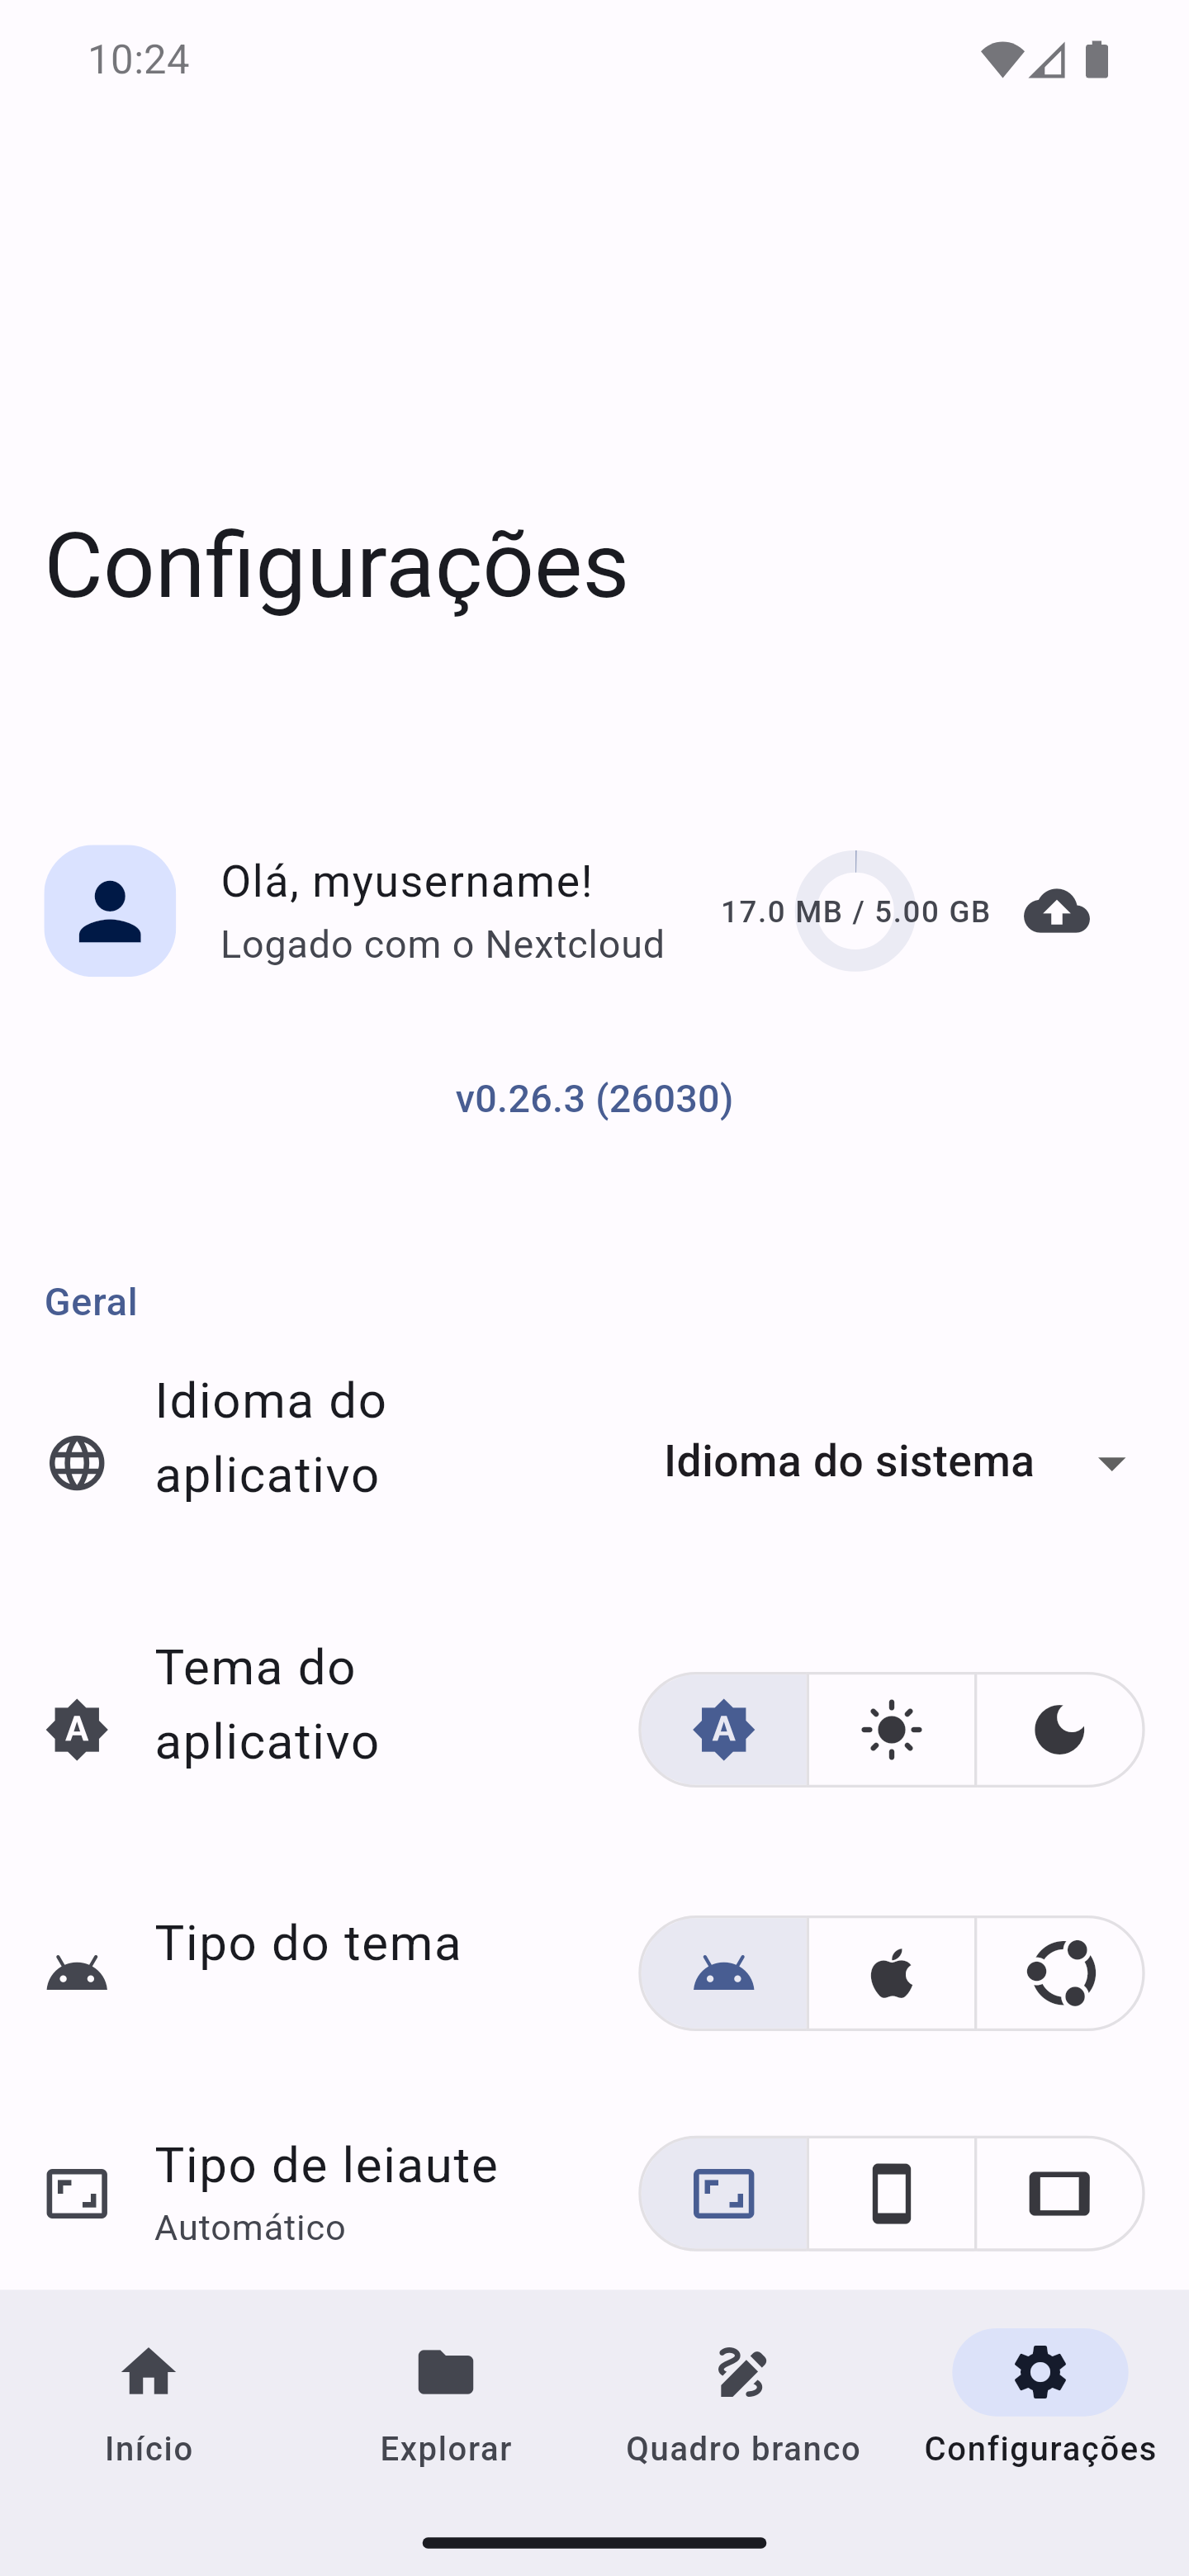 10:24
Configurações
Olá, myusername!
Logado com o Nextcloud
17.0 MB / 5.00 GB
v0.26.3 (26030)
Geral
Idioma do
aplicativo
Idioma do sistema
Tema do
aplicativo
Tipo do tema
Tipo de leiaute
Automático
Início
Explorar
Quadro branco
Configurações